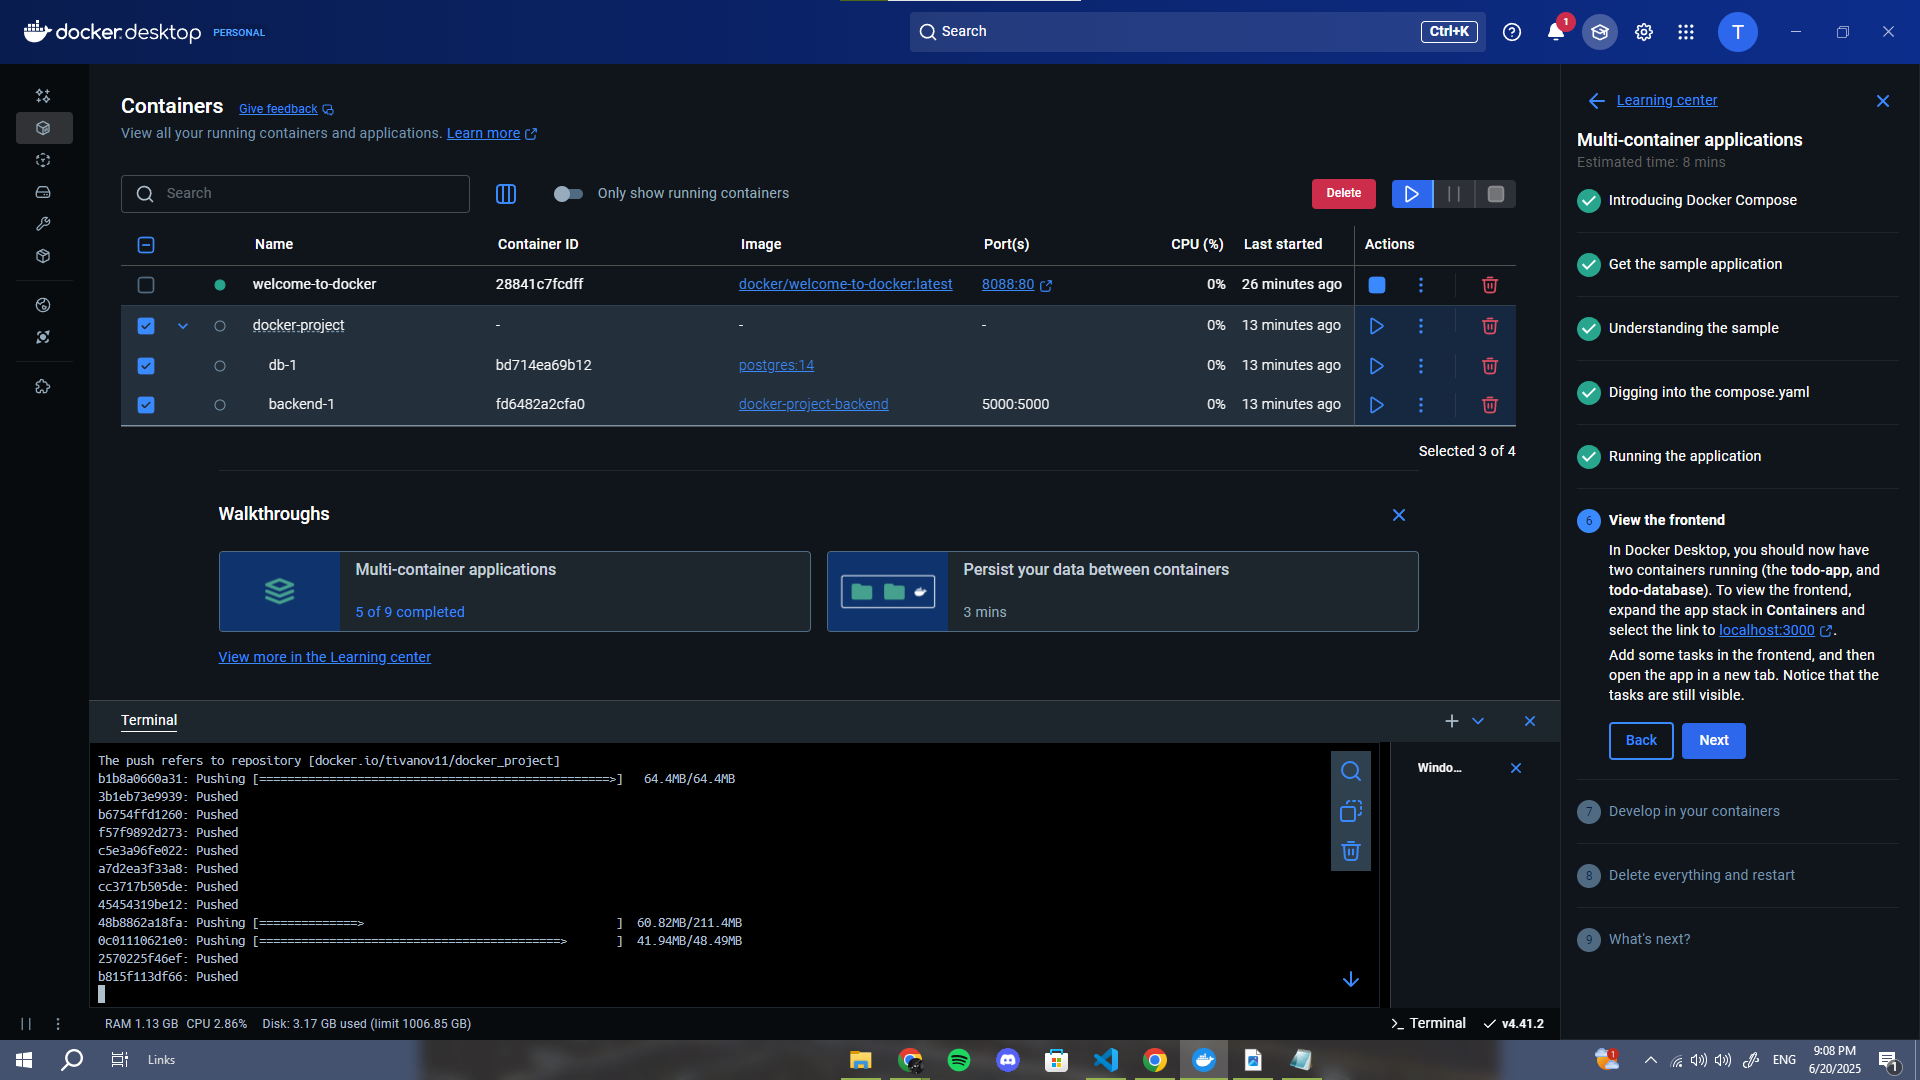 docker.desktop PERSONAL
Search Ctrl+K
1
T
Containers Give feedback
View all your running containers and applications. Learn more
Search
Only show running containers
Delete
Name Container ID Image Port(s) CPU (%) Last started Actions
welcome-to-docker 28841c7fcdff docker/welcome-to-docker:latest 8088:80 0% 26 minutes ago
docker-project - - - 0% 13 minutes ago
db-1 bd714ea69b12 postgres:14 0% 13 minutes ago
backend-1 fd6482a2cfa0 docker-project-backend 5000:5000 0% 13 minutes ago
Selected 3 of 4
Walkthroughs
Multi-container applications
5 of 9 completed
Persist your data between containers
3 mins
View more in the Learning center
Terminal
The push refers to repository [docker.io/tivanov11/docker_project]
b1b8a0660a31: Pushing [==================================================>] 64.4MB/64.4MB
3b1eb73e9939: Pushed
b6754ffd1260: Pushed
f57f9892d273: Pushed
c5e3a96fe022: Pushed
a7d2ea3f33a8: Pushed
cc3717b505de: Pushed
45454319be12: Pushed
48b8862a18fa: Pushing [==============> ] 60.82MB/211.4MB
0c01110621e0: Pushing [===========================================> ] 41.94MB/48.49MB
2570225f46ef: Pushed
b815f113df66: Pushed
Windo...
Learning center
Multi-container applications
Estimated time: 8 mins
Introducing Docker Compose
Get the sample application
Understanding the sample
Digging into the compose.yaml
Running the application
6 View the frontend
In Docker Desktop, you should now have
two containers running (the todo-app, and
todo-database). To view the frontend,
expand the app stack in Containers and
select the link to localhost:3000.
Add some tasks in the frontend, and then
open the app in a new tab. Notice that the
tasks are still visible.
Back Next
7 Develop in your containers
8 Delete everything and restart
9 What's next?
RAM 1.13 GB CPU 2.86% Disk: 3.17 GB used (limit 1006.85 GB)
>_ Terminal v4.41.2
Links
1
ENG
9:08 PM
6/20/2025
1